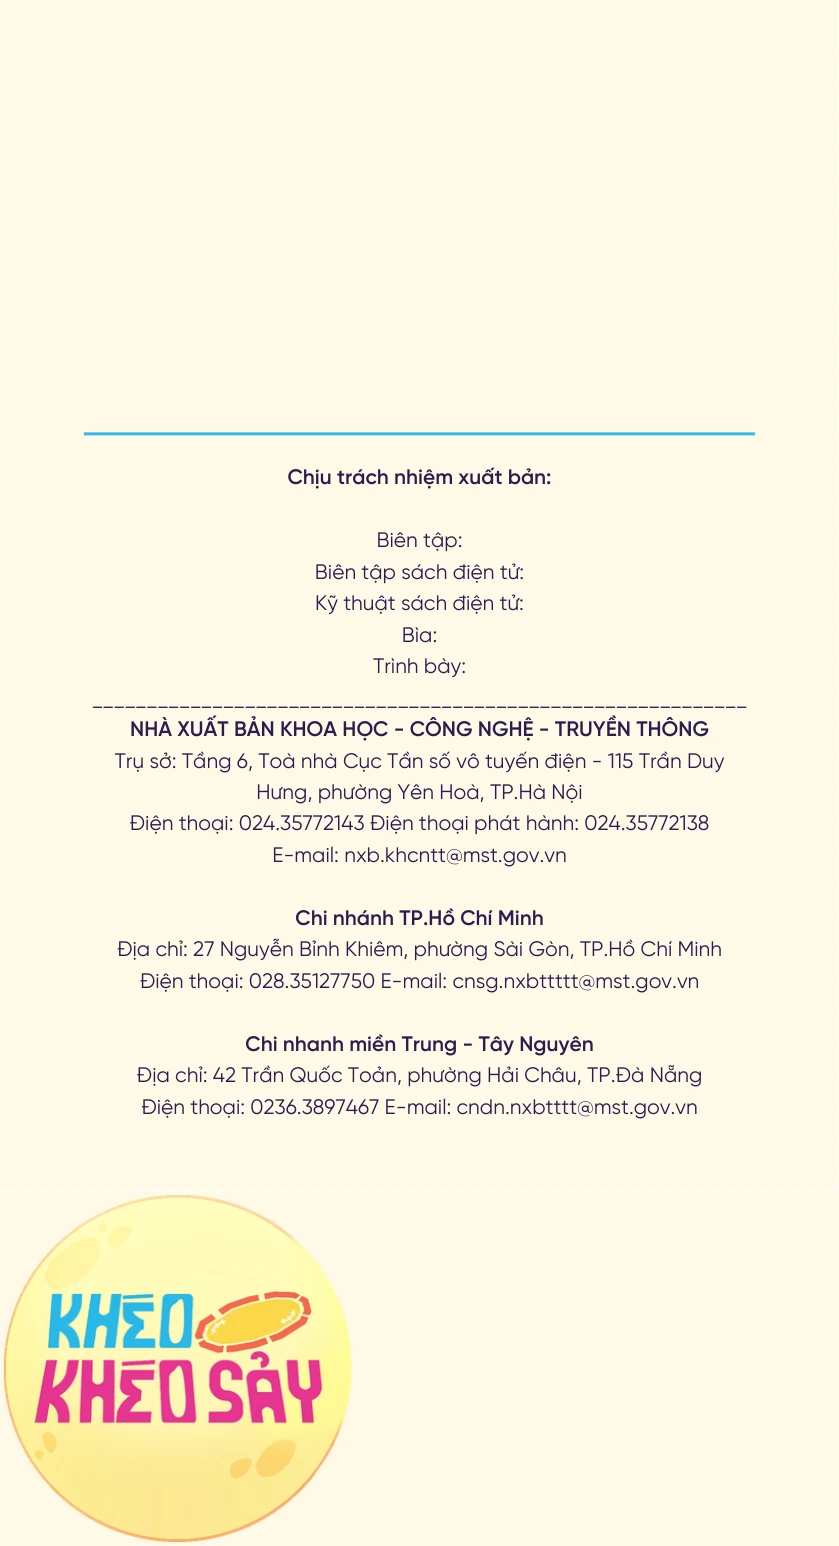 Chịu trách nhiệm xuất bản:
Biên tập:
Biên tập sách điện tử:
Kỹ thuật sách điện tử:
Bìa:
Trình bày:
____________________________________________________________
NHÀ XUẤT BẢN KHOA HỌC - CÔNG NGHỆ - TRUYỀN THÔNG
Trụ sở: Tầng 6, Toà nhà Cục Tần số vô tuyến điện - 115 Trần Duy
Hưng, phường Yên Hoà, TP.Hà Nội
Điện thoại: 024.35772143 Điện thoại phát hành: 024.35772138
E-mail: nxb.khcntt@mst.gov.vn
Chi nhánh TP.Hồ Chí Minh
Địa chỉ: 27 Nguyễn Bỉnh Khiêm, phường Sài Gòn, TP.Hồ Chí Minh
Điện thoại: 028.35127750 E-mail: cnsg.nxbttttt@mst.gov.vn
Chi nhanh miền Trung - Tây Nguyên
Địa chỉ: 42 Trần Quốc Toản, phường Hải Châu, TP.Đà Nẵng
Điện thoại: 0236.3897467 E-mail: cndn.nxbtttt@mst.gov.vn
KHÉO
KHÉO SẢY